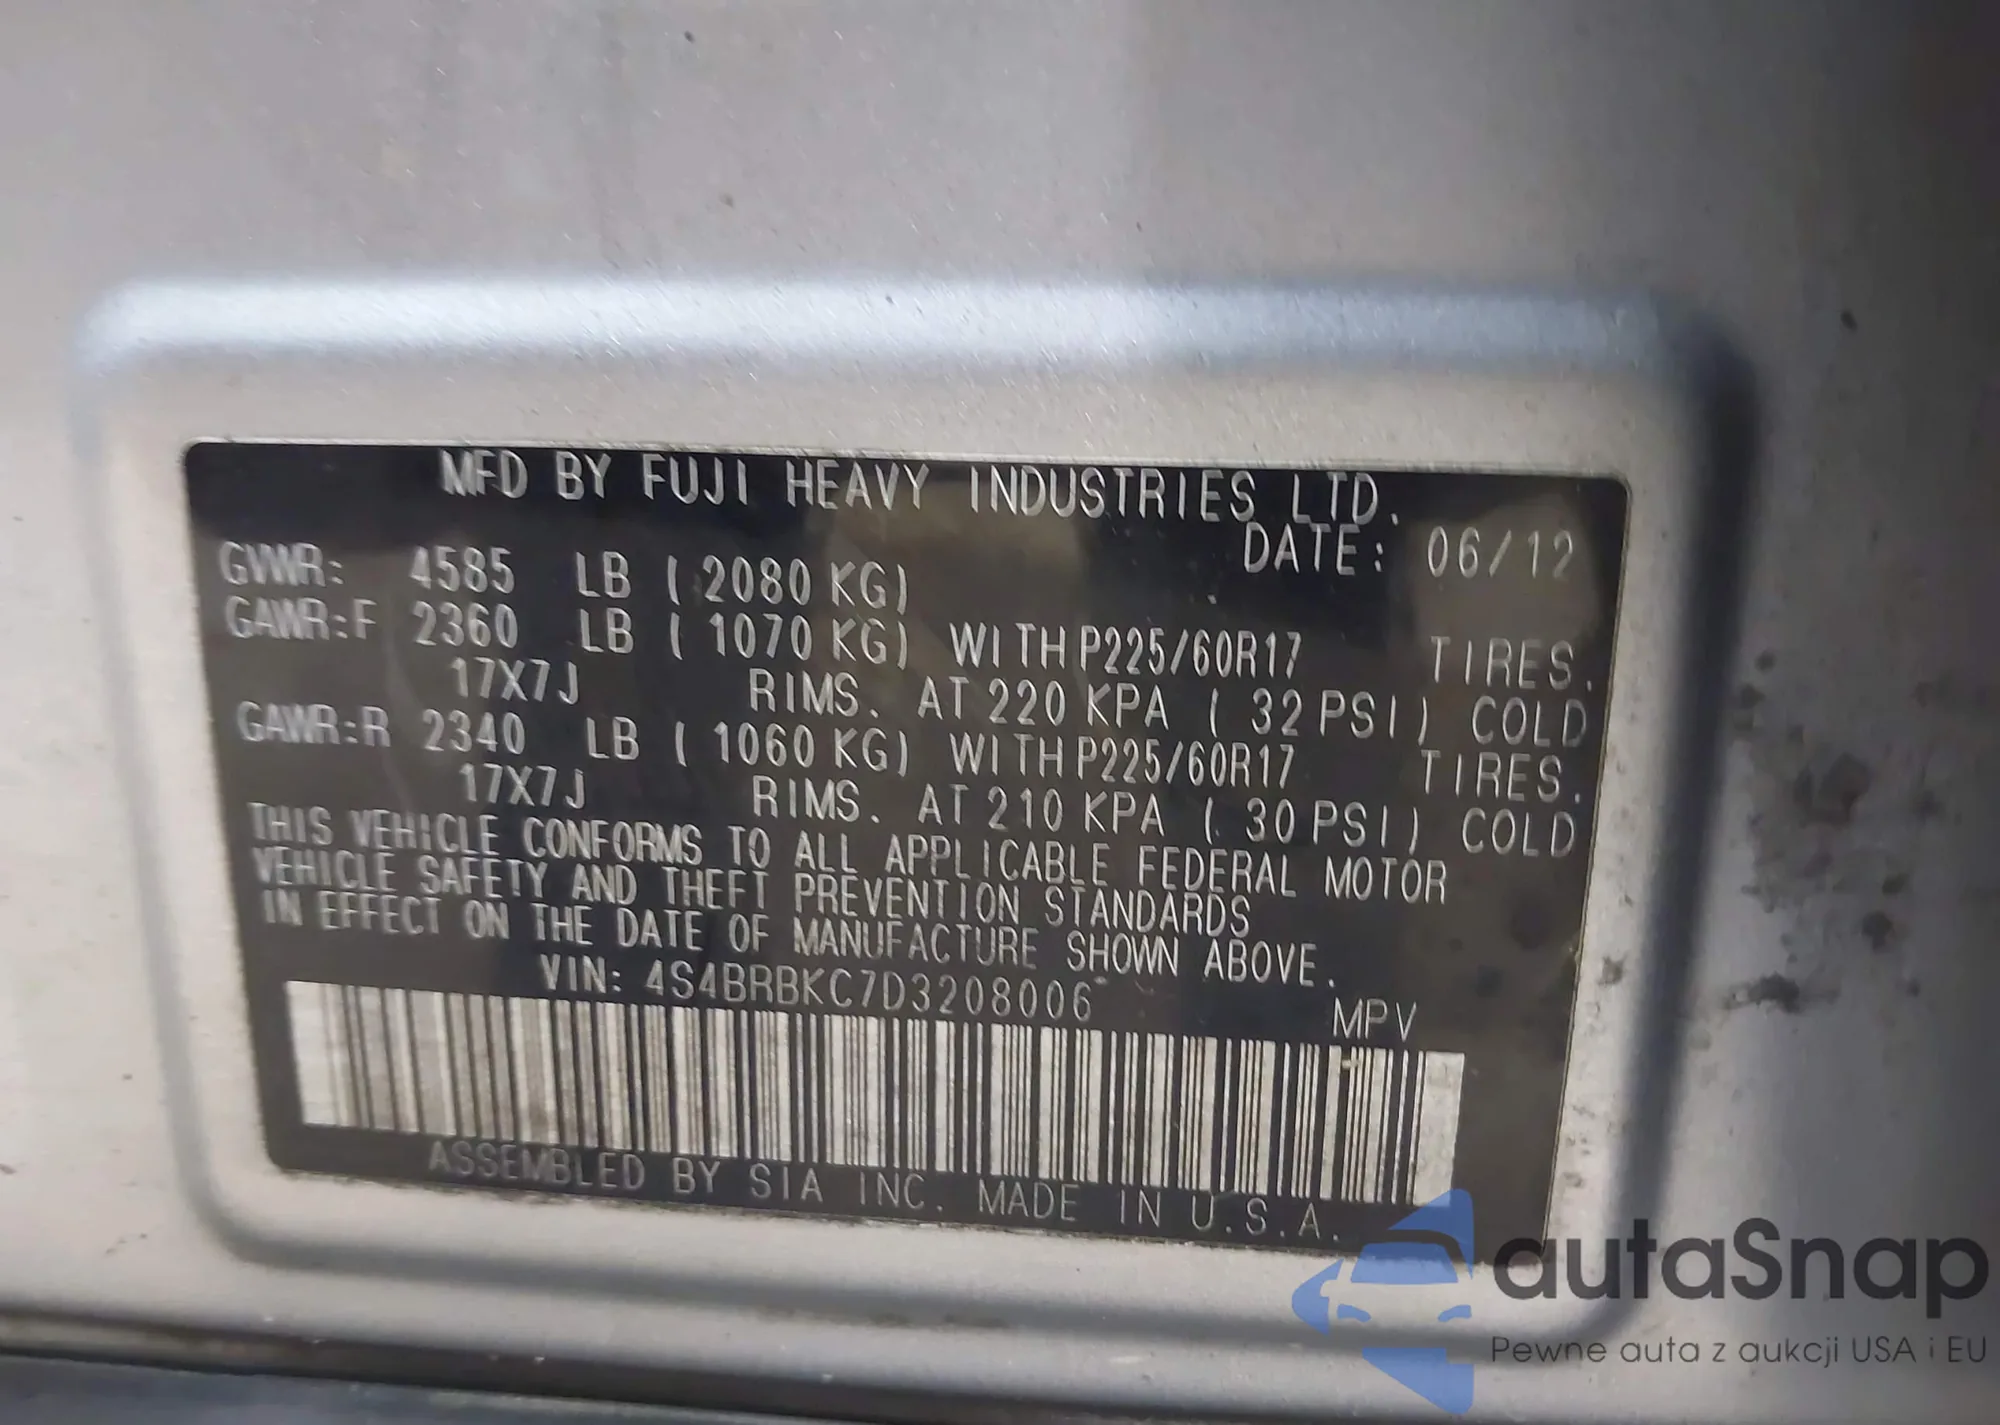 MFD BY FUJI HEAVY INDUSTRIES LTD.
DATE: 06/12
GVWR: 4585 LB ( 2080 KG)
GAWR:F 2360 LB ( 1070 KG) WITH P225/60R17 TIRES.
17X7J RIMS. AT 220 KPA ( 32 PSI) COLD
GAWR:R 2340 LB ( 1060 KG) WITH P225/60R17 TIRES.
17X7J RIMS. AT 210 KPA ( 30 PSI) COLD
THIS VEHICLE CONFORMS TO ALL APPLICABLE FEDERAL MOTOR
VEHICLE SAFETY AND THEFT PREVENTION STANDARDS
IN EFFECT ON THE DATE OF MANUFACTURE SHOWN ABOVE.
VIN: 4S4BRBKC7D3208006 MPV
ASSEMBLED BY SIA INC. MADE IN U.S.A.
autaSnap
Pewne auta z aukcji USA i EU